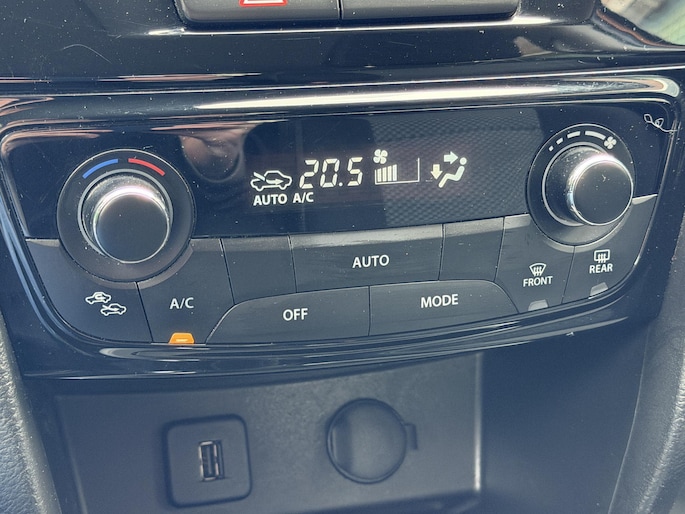 20.5
AUTO A/C
AUTO
A/C
OFF
MODE
FRONT
REAR